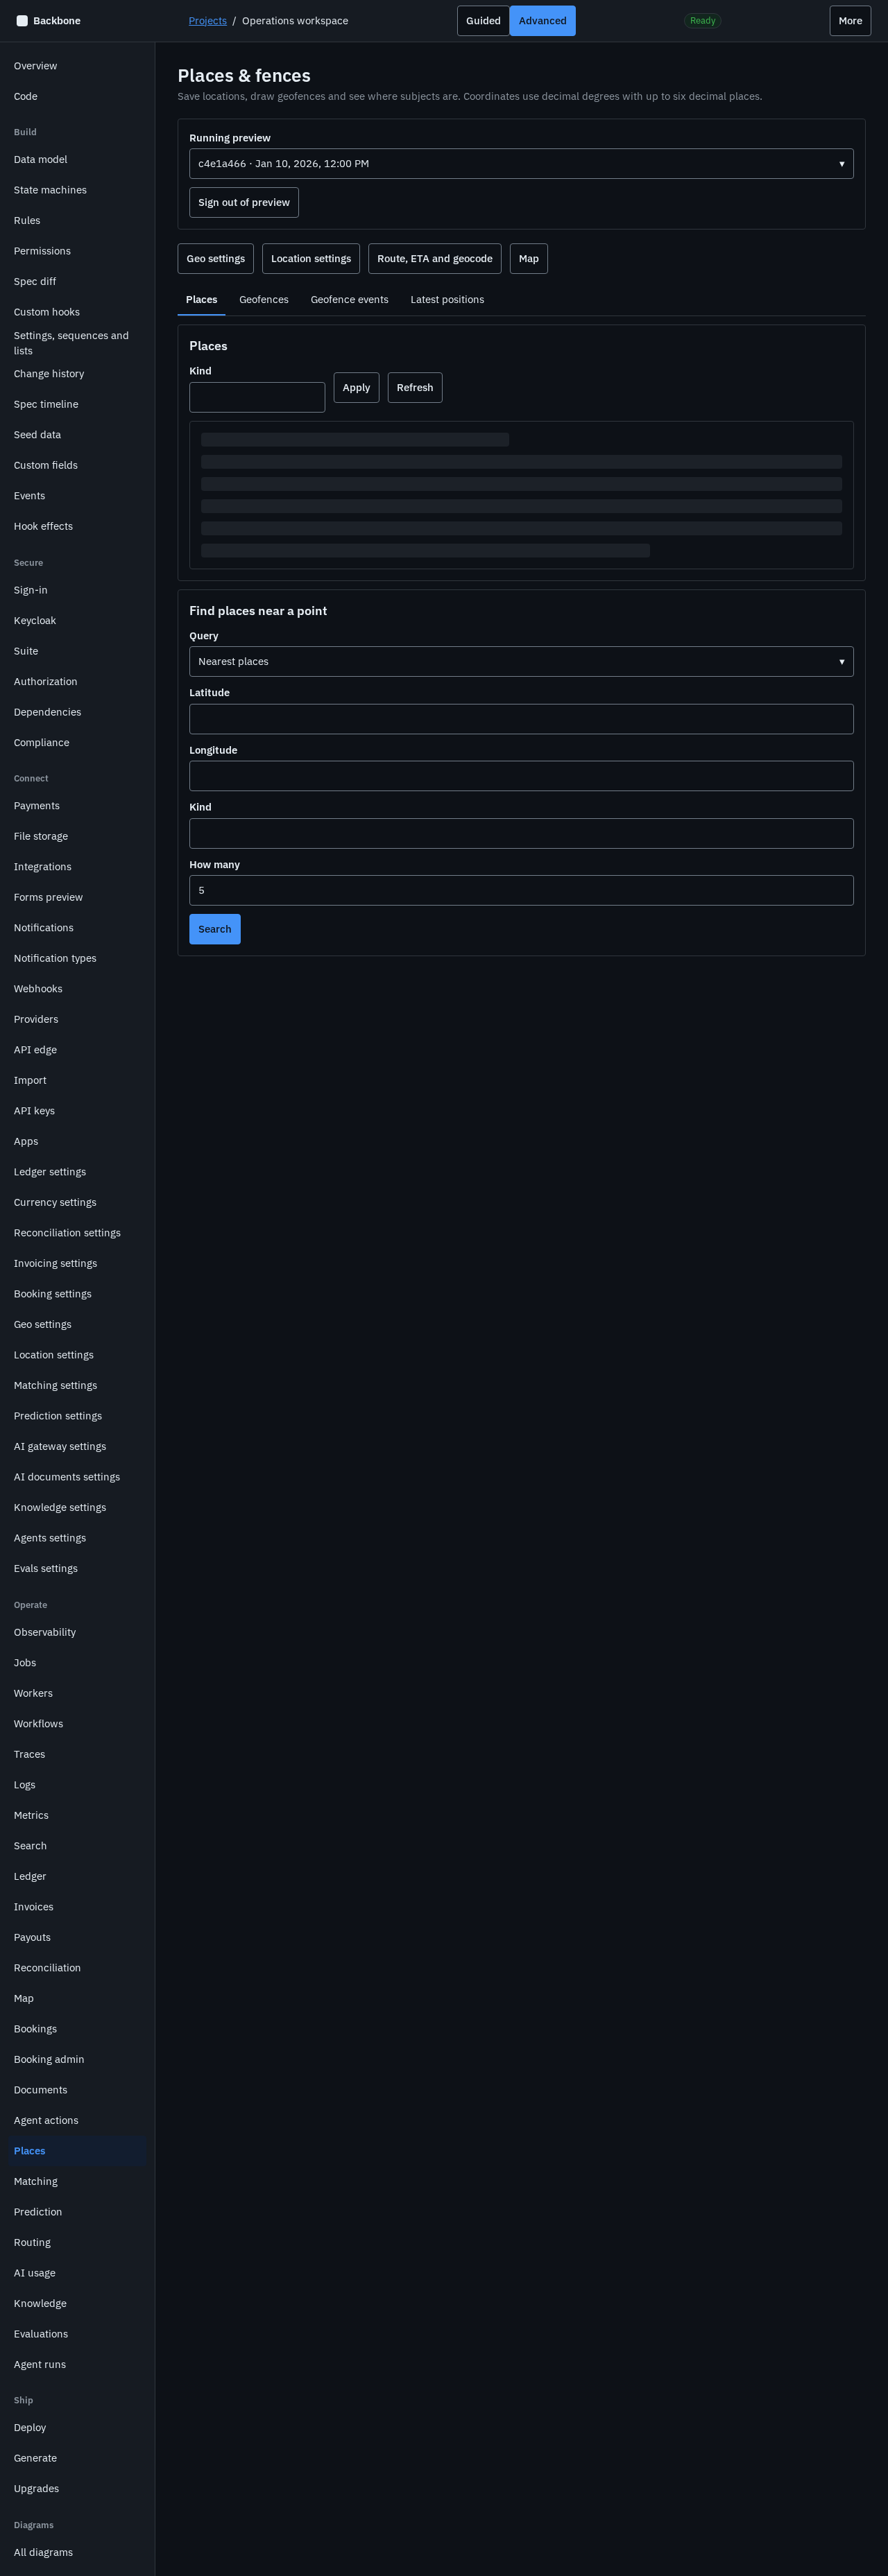 Backbone
Projects / Operations workspace
Guided
Advanced
Ready
More
Overview
Code
Build
Data model
State machines
Rules
Permissions
Spec diff
Custom hooks
Settings, sequences and
lists
Change history
Spec timeline
Seed data
Custom fields
Events
Hook effects
Secure
Sign-in
Keycloak
Suite
Authorization
Dependencies
Compliance
Connect
Payments
File storage
Integrations
Forms preview
Notifications
Notification types
Webhooks
Providers
API edge
Import
API keys
Apps
Ledger settings
Currency settings
Reconciliation settings
Invoicing settings
Booking settings
Geo settings
Location settings
Matching settings
Prediction settings
AI gateway settings
AI documents settings
Knowledge settings
Agents settings
Evals settings
Operate
Observability
Jobs
Workers
Workflows
Traces
Logs
Metrics
Search
Ledger
Invoices
Payouts
Reconciliation
Map
Bookings
Booking admin
Documents
Agent actions
Places
Matching
Prediction
Routing
AI usage
Knowledge
Evaluations
Agent runs
Ship
Deploy
Generate
Upgrades
Diagrams
All diagrams
Places & fences
Save locations, draw geofences and see where subjects are. Coordinates use decimal degrees with up to six decimal places.
Running preview
c4e1a466 · Jan 10, 2026, 12:00 PM
Sign out of preview
Geo settings
Location settings
Route, ETA and geocode
Map
Places
Geofences
Geofence events
Latest positions
Places
Kind
Apply
Refresh
Find places near a point
Query
Nearest places
Latitude
Longitude
Kind
How many
5
Search